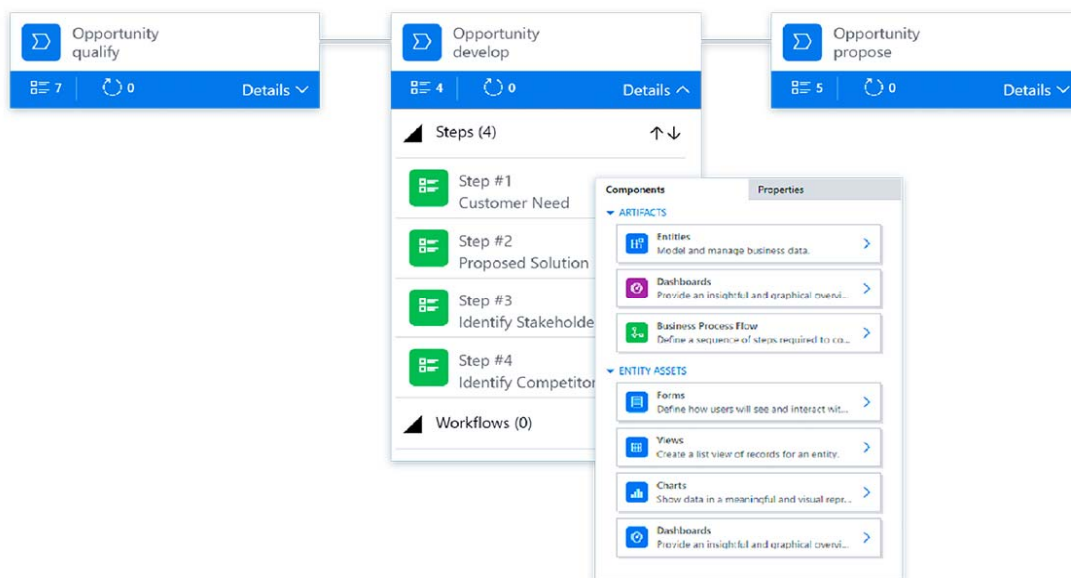 Opportunity
qualify
7
0
Details
Opportunity
develop
4
0
Details
Steps (4)
Step #1
Customer Need
Step #2
Proposed Solution
Step #3
Identify Stakeholde
Step #4
Identify Competitor
Workflows (0)
Opportunity
propose
5
0
Details
Components
Properties
ARTIFACTS
Entities
Model and manage business data.
Dashboards
Provide an insightful and graphical overvi...
Business Process Flow
Define a sequence of steps required to co...
ENTITY ASSETS
Forms
Define how users will see and interact wit...
Views
Create a list view of records for an entity.
Charts
Show data in a meaningful and visual repr...
Dashboards
Provide an insightful and graphical overvi...